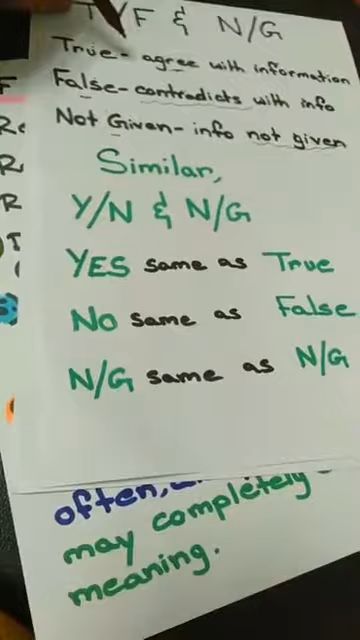 T/F & N/G
True- agree with information
False- contradicts with info
Not Given- info not given
Similar,
Y/N & N/G
YES same as True
No same as False
N/G same as N/G
often,
may completely
meaning.